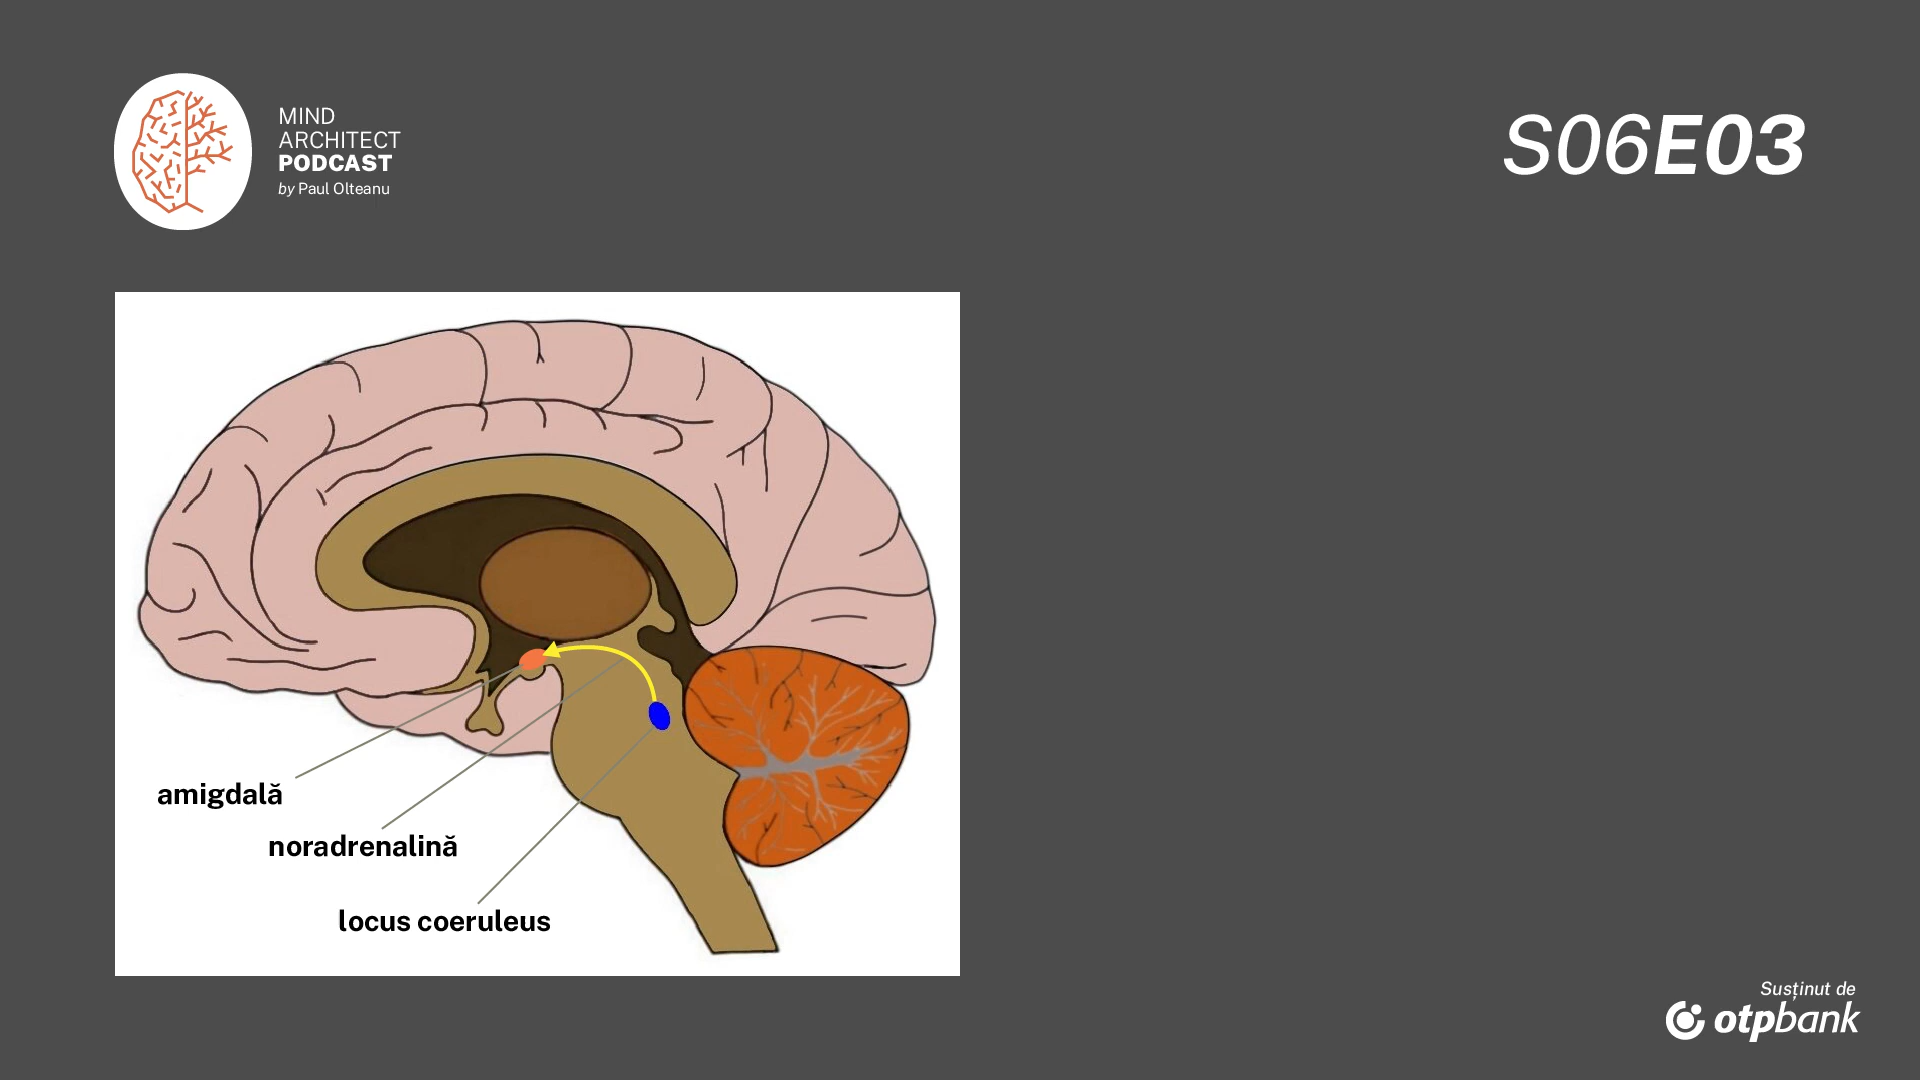 MIND
ARCHITECT
PODCAST
by Paul Olteanu
S06E03
amigdală
noradrenalină
locus coeruleus
Susținut de
otpbank